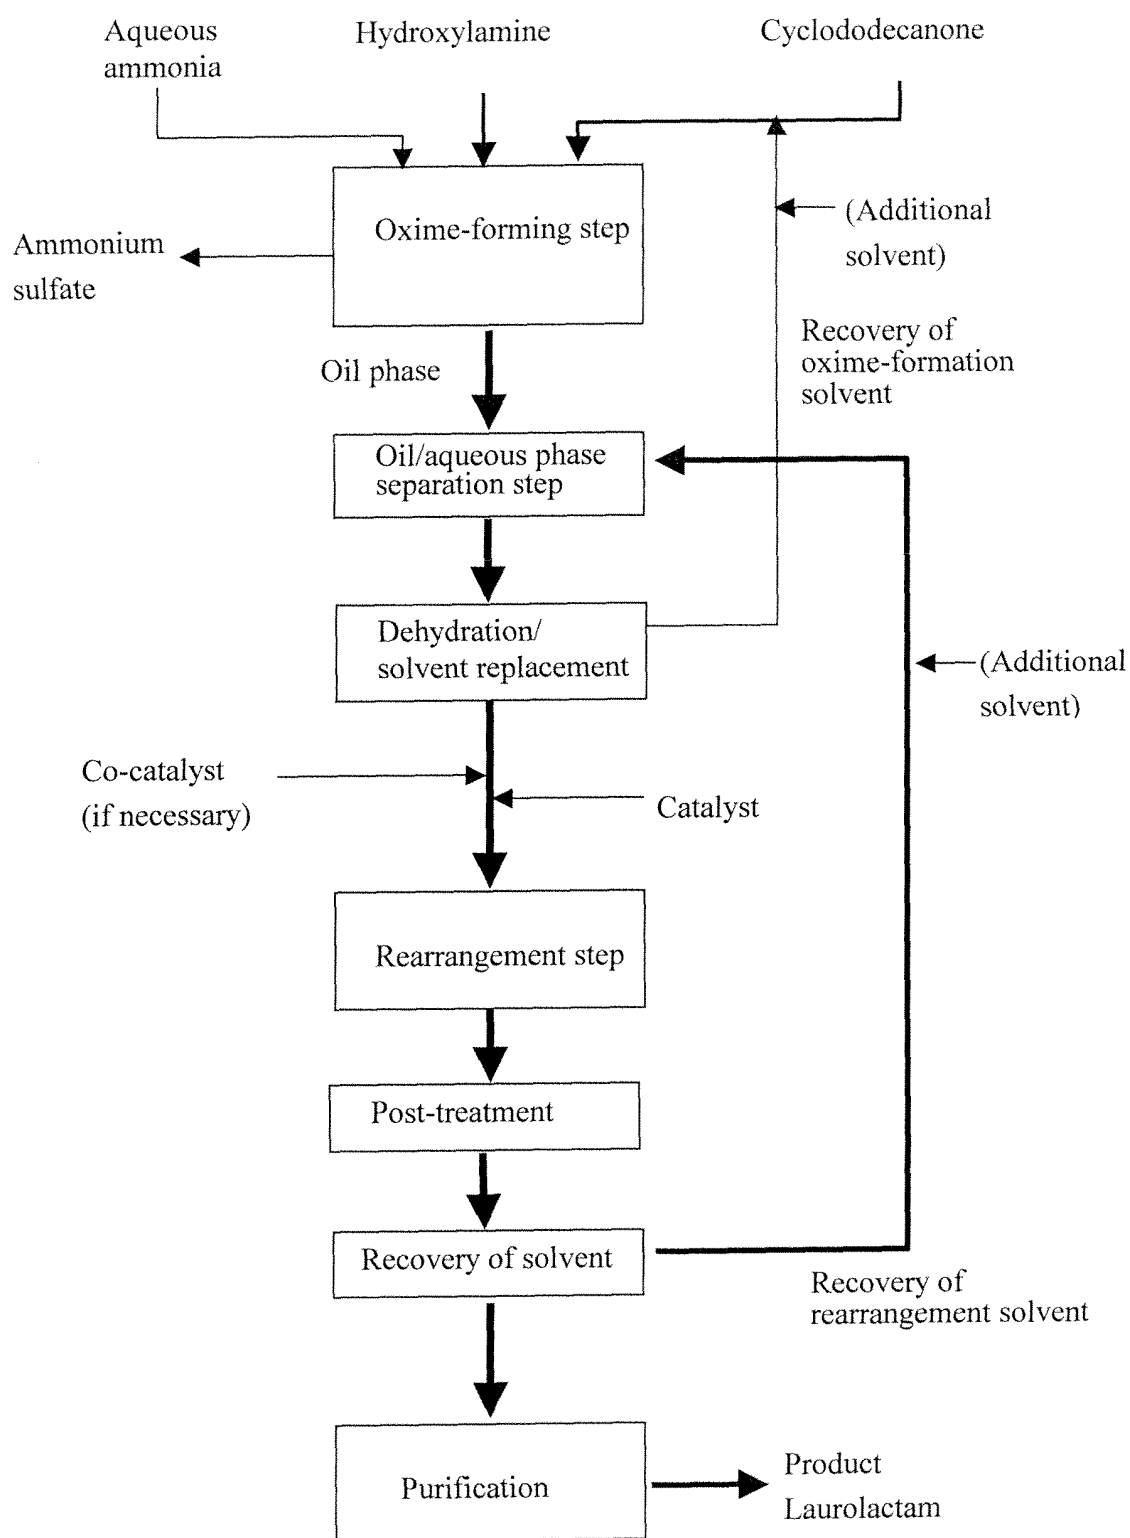 Aqueous
ammonia
Hydroxylamine
Cyclododecanone
Oxime-forming step
(Additional
solvent)
Ammonium
sulfate
Recovery of
oxime-formation
solvent
Oil phase
Oil/aqueous phase
separation step
Dehydration/
solvent replacement
(Additional
solvent)
Co-catalyst
(if necessary)
Catalyst
Rearrangement step
Post-treatment
Recovery of solvent
Recovery of
rearrangement solvent
Purification
Product
Laurolactam